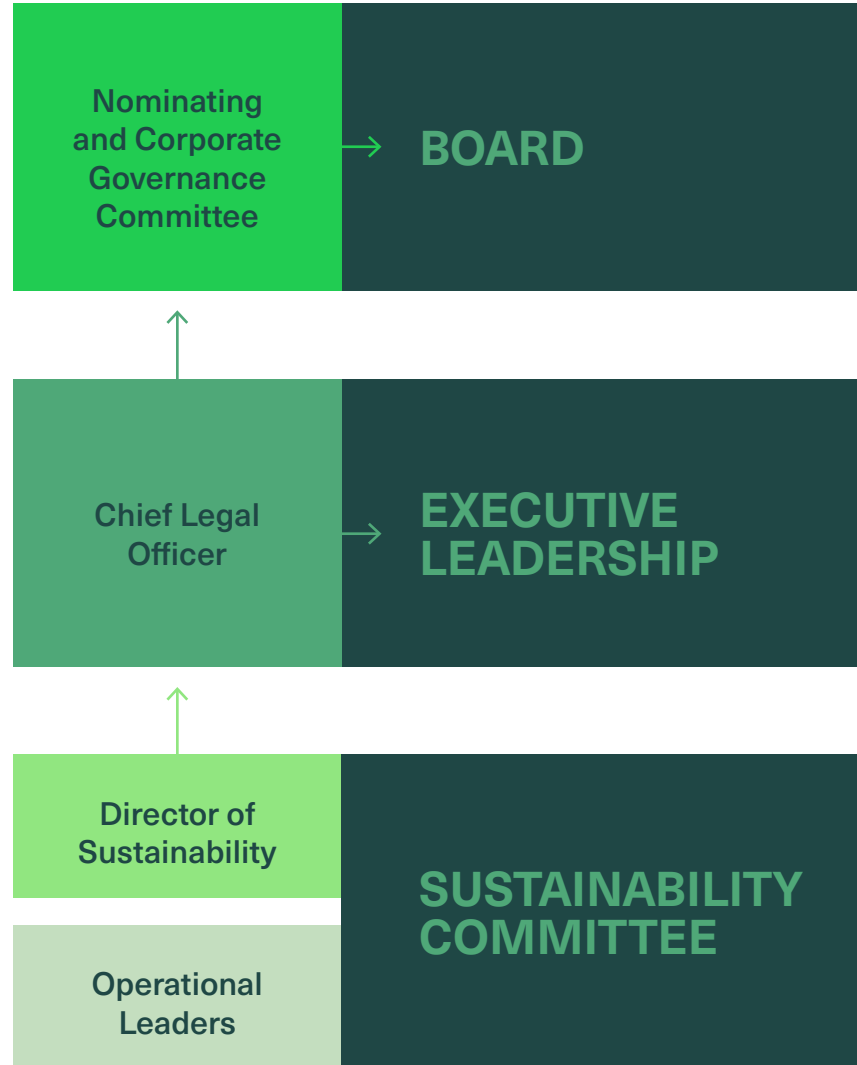 Nominating
and Corporate
Governance
Committee
BOARD
Chief Legal
Officer
EXECUTIVE
LEADERSHIP
Director of
Sustainability
Operational
Leaders
SUSTAINABILITY
COMMITTEE